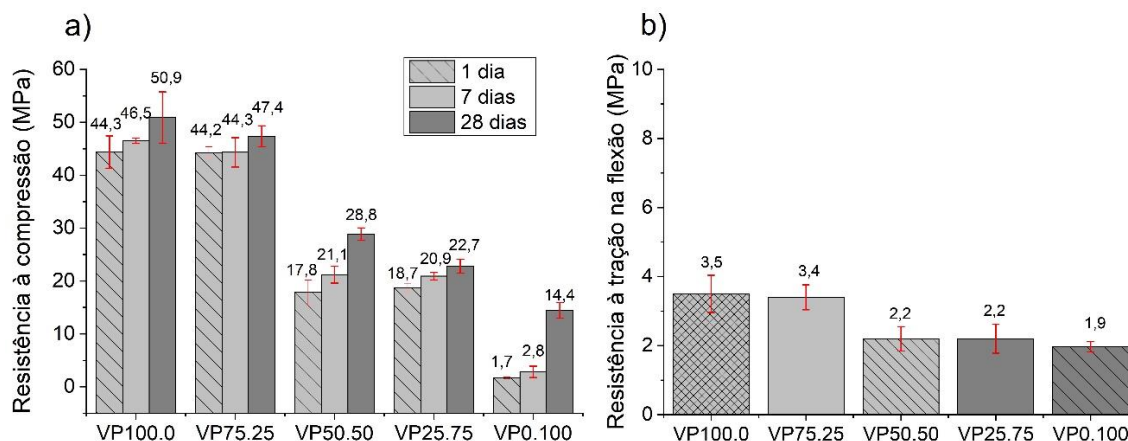 a)
Resistência à compressão (MPa)
60
50
40
30
20
10
0
1 dia
7 dias
28 dias
44,3
46,5
50,9
44,2
44,3
47,4
17,8
21,1
28,8
18,7
20,9
22,7
1,7
2,8
14,4
VP100.0
VP75.25
VP50.50
VP25.75
VP0.100
b)
Resistência à tração na flexão (MPa)
10
8
6
4
2
0
3,5
3,4
2,2
2,2
1,9
VP100.0
VP75.25
VP50.50
VP25.75
VP0.100